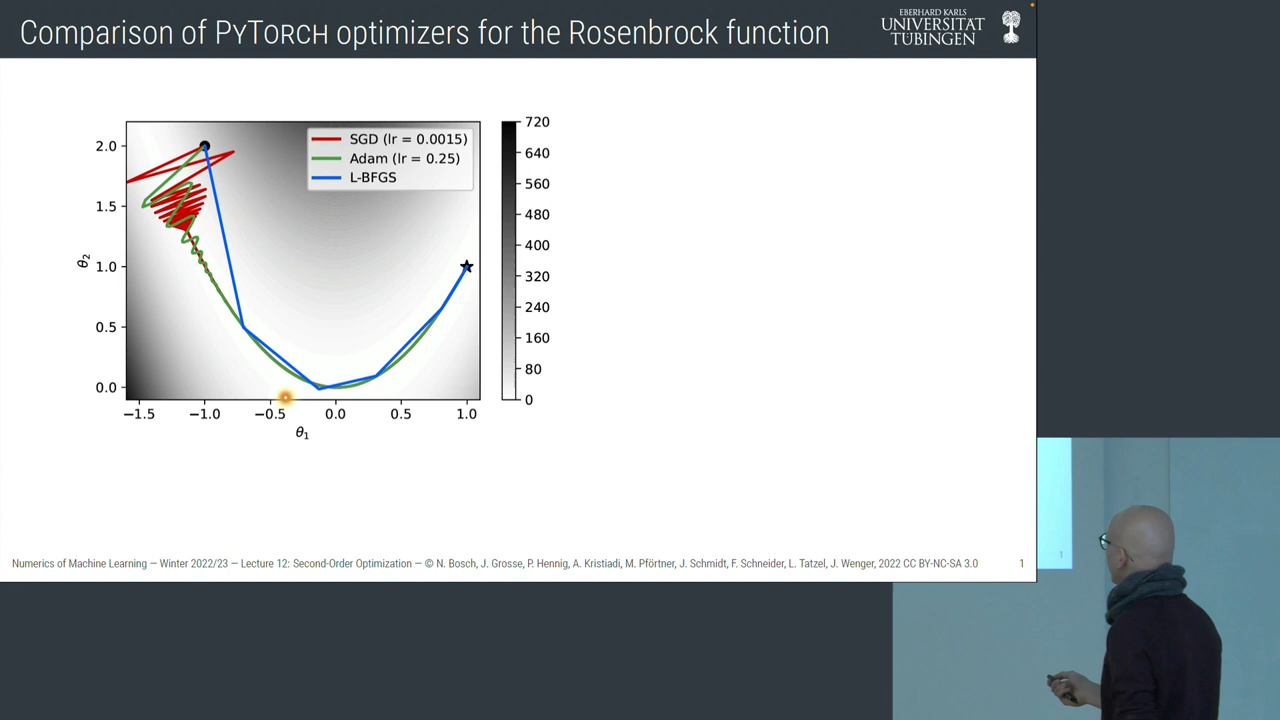 Comparison of PYTORCH optimizers for the Rosenbrock function
EBERHARD KARLS
UNIVERSITÄT
TÜBINGEN
SGD (lr = 0.0015)
Adam (lr = 0.25)
L-BFGS
2.0
1.5
1.0
0.5
0.0
θ2
−1.5
−1.0
−0.5
0.0
0.5
1.0
θ1
720
640
560
480
400
320
240
160
80
0
Numerics of Machine Learning — Winter 2022/23 — Lecture 12: Second-Order Optimization — © N. Bosch, J. Grosse, P. Hennig, A. Kristiadi, M. Pförtner, J. Schmidt, F. Schneider, L. Tatzel, J. Wenger, 2022 CC BY-NC-SA 3.0
1
1